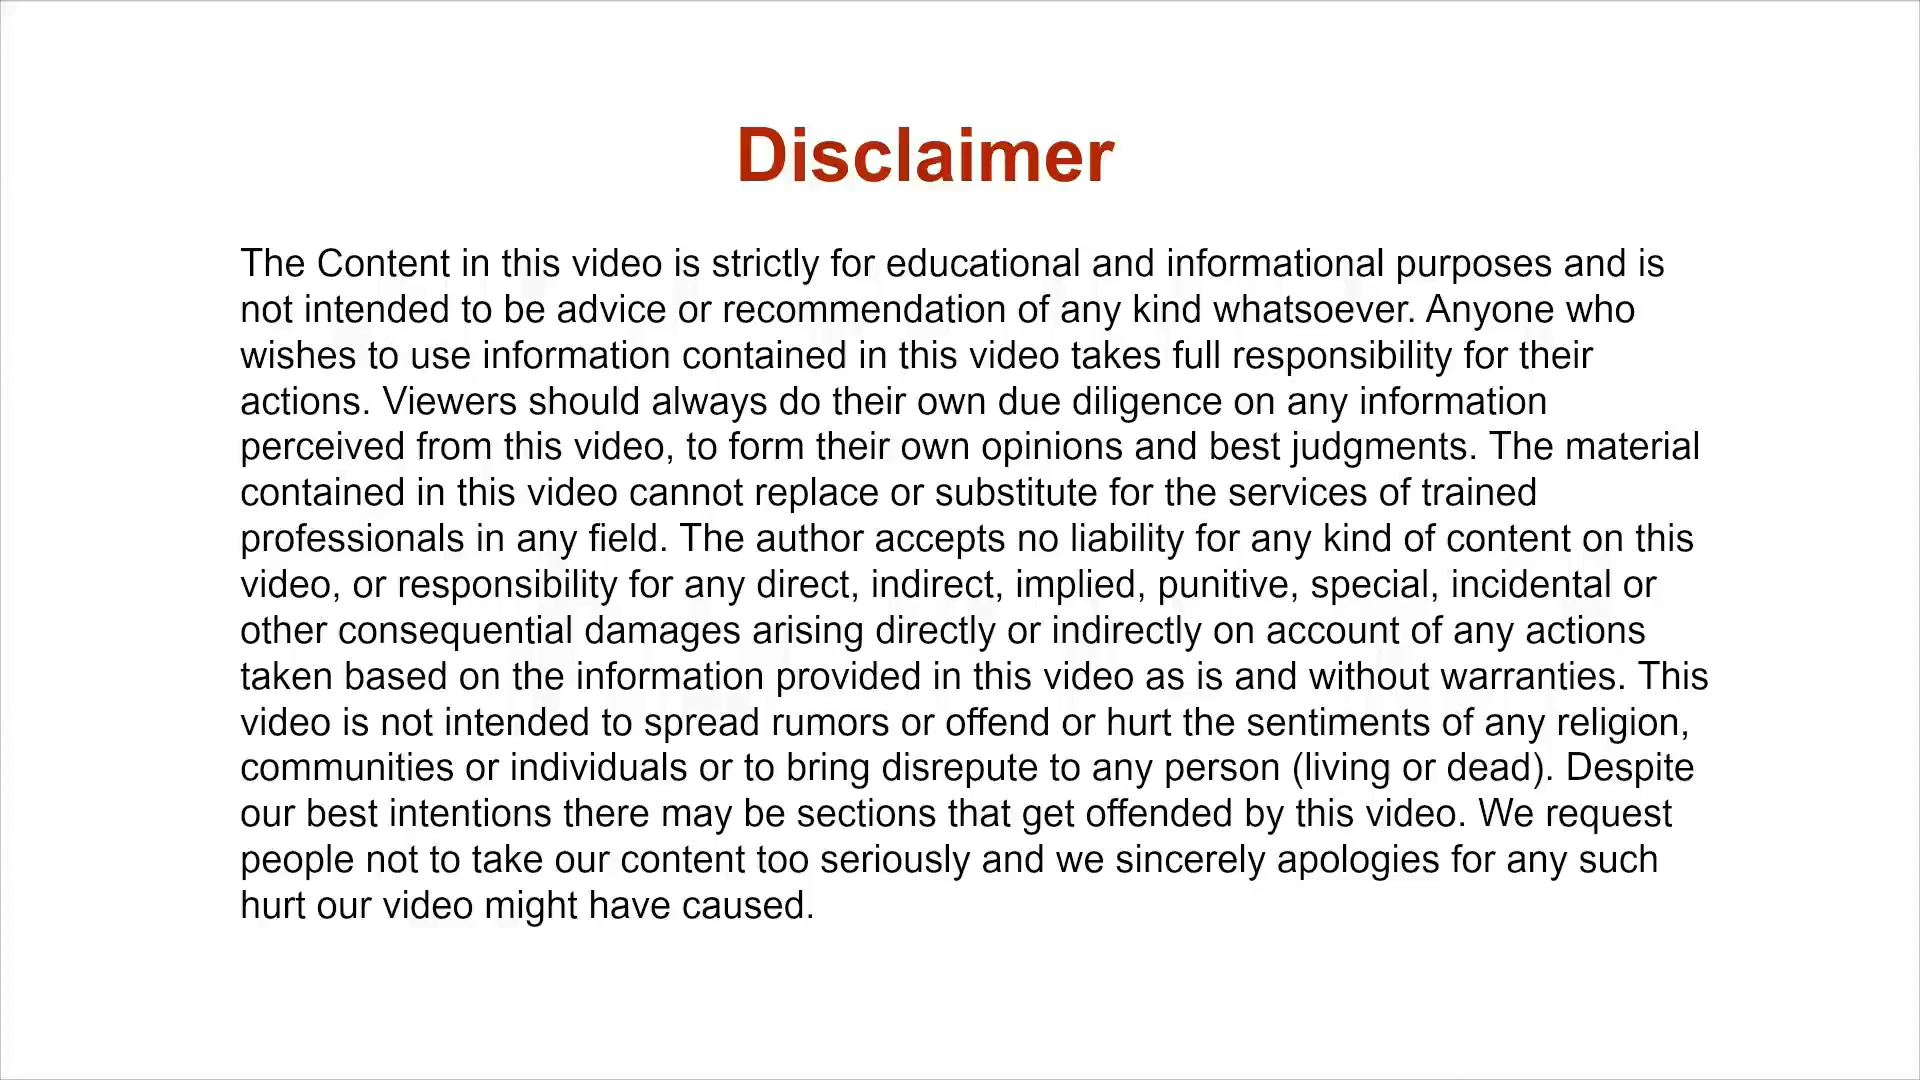 Disclaimer
The Content in this video is strictly for educational and informational purposes and is
not intended to be advice or recommendation of any kind whatsoever. Anyone who
wishes to use information contained in this video takes full responsibility for their
actions. Viewers should always do their own due diligence on any information
perceived from this video, to form their own opinions and best judgments. The material
contained in this video cannot replace or substitute for the services of trained
professionals in any field. The author accepts no liability for any kind of content on this
video, or responsibility for any direct, indirect, implied, punitive, special, incidental or
other consequential damages arising directly or indirectly on account of any actions
taken based on the information provided in this video as is and without warranties. This
video is not intended to spread rumors or offend or hurt the sentiments of any religion,
communities or individuals or to bring disrepute to any person (living or dead). Despite
our best intentions there may be sections that get offended by this video. We request
people not to take our content too seriously and we sincerely apologies for any such
hurt our video might have caused.